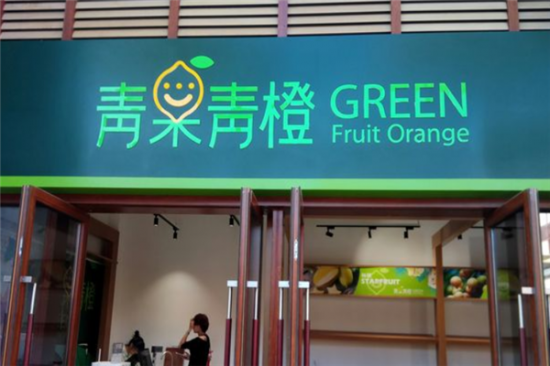 青果青橙 GREEN
Fruit Orange
STARFRUIT